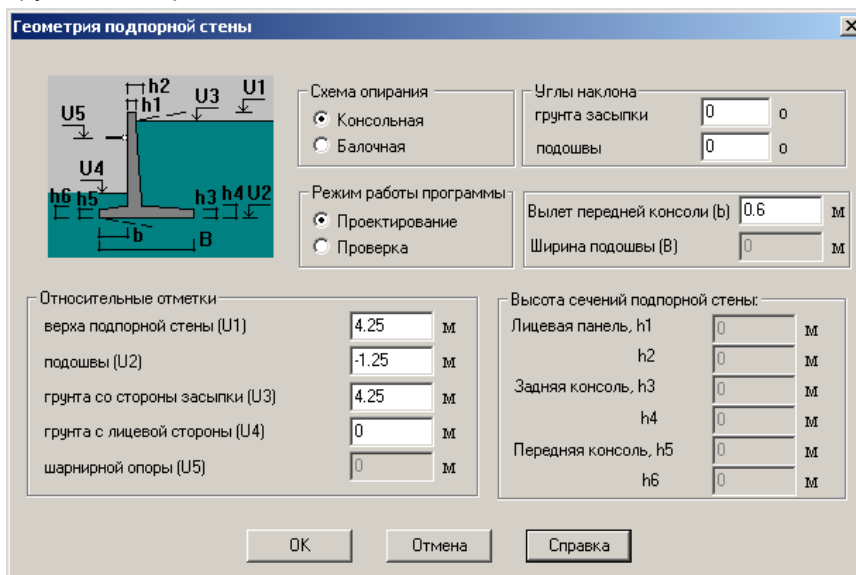 Геометрия подпорной стены
h2
h1
U3
U1
U5
U4
h6
h5
h3
h4
U2
b
B
Схема опирания
Консольная
Балочная
Углы наклона
грунта засыпки 0 о
подошвы 0 о
Режим работы программы
Проектирование
Проверка
Вылет передней консоли (b) 0.6 м
Ширина подошвы (B) 0 м
Относительные отметки
верха подпорной стены (U1) 4.25 м
подошвы (U2) -1.25 м
грунта со стороны засыпки (U3) 4.25 м
грунта с лицевой стороны (U4) 0 м
шарнирной опоры (U5) 0 м
Высота сечений подпорной стены:
Лицевая панель, h1 0 м
h2 0 м
Задняя консоль, h3 0 м
h4 0 м
Передняя консоль, h5 0 м
h6 0 м
OK Отмена Справка